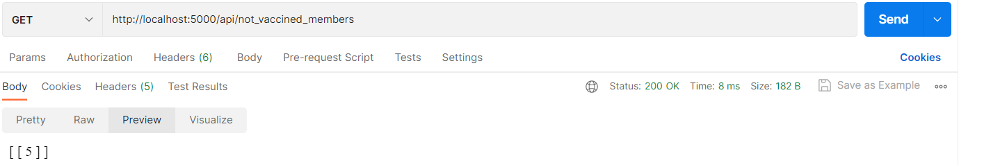 GET http://localhost:5000/api/not_vaccined_members Send
Params Authorization Headers (6) Body Pre-request Script Tests Settings Cookies
Body Cookies Headers (5) Test Results Status: 200 OK Time: 8 ms Size: 182 B Save as Example
Pretty Raw Preview Visualize
[ [ 5 ] ]